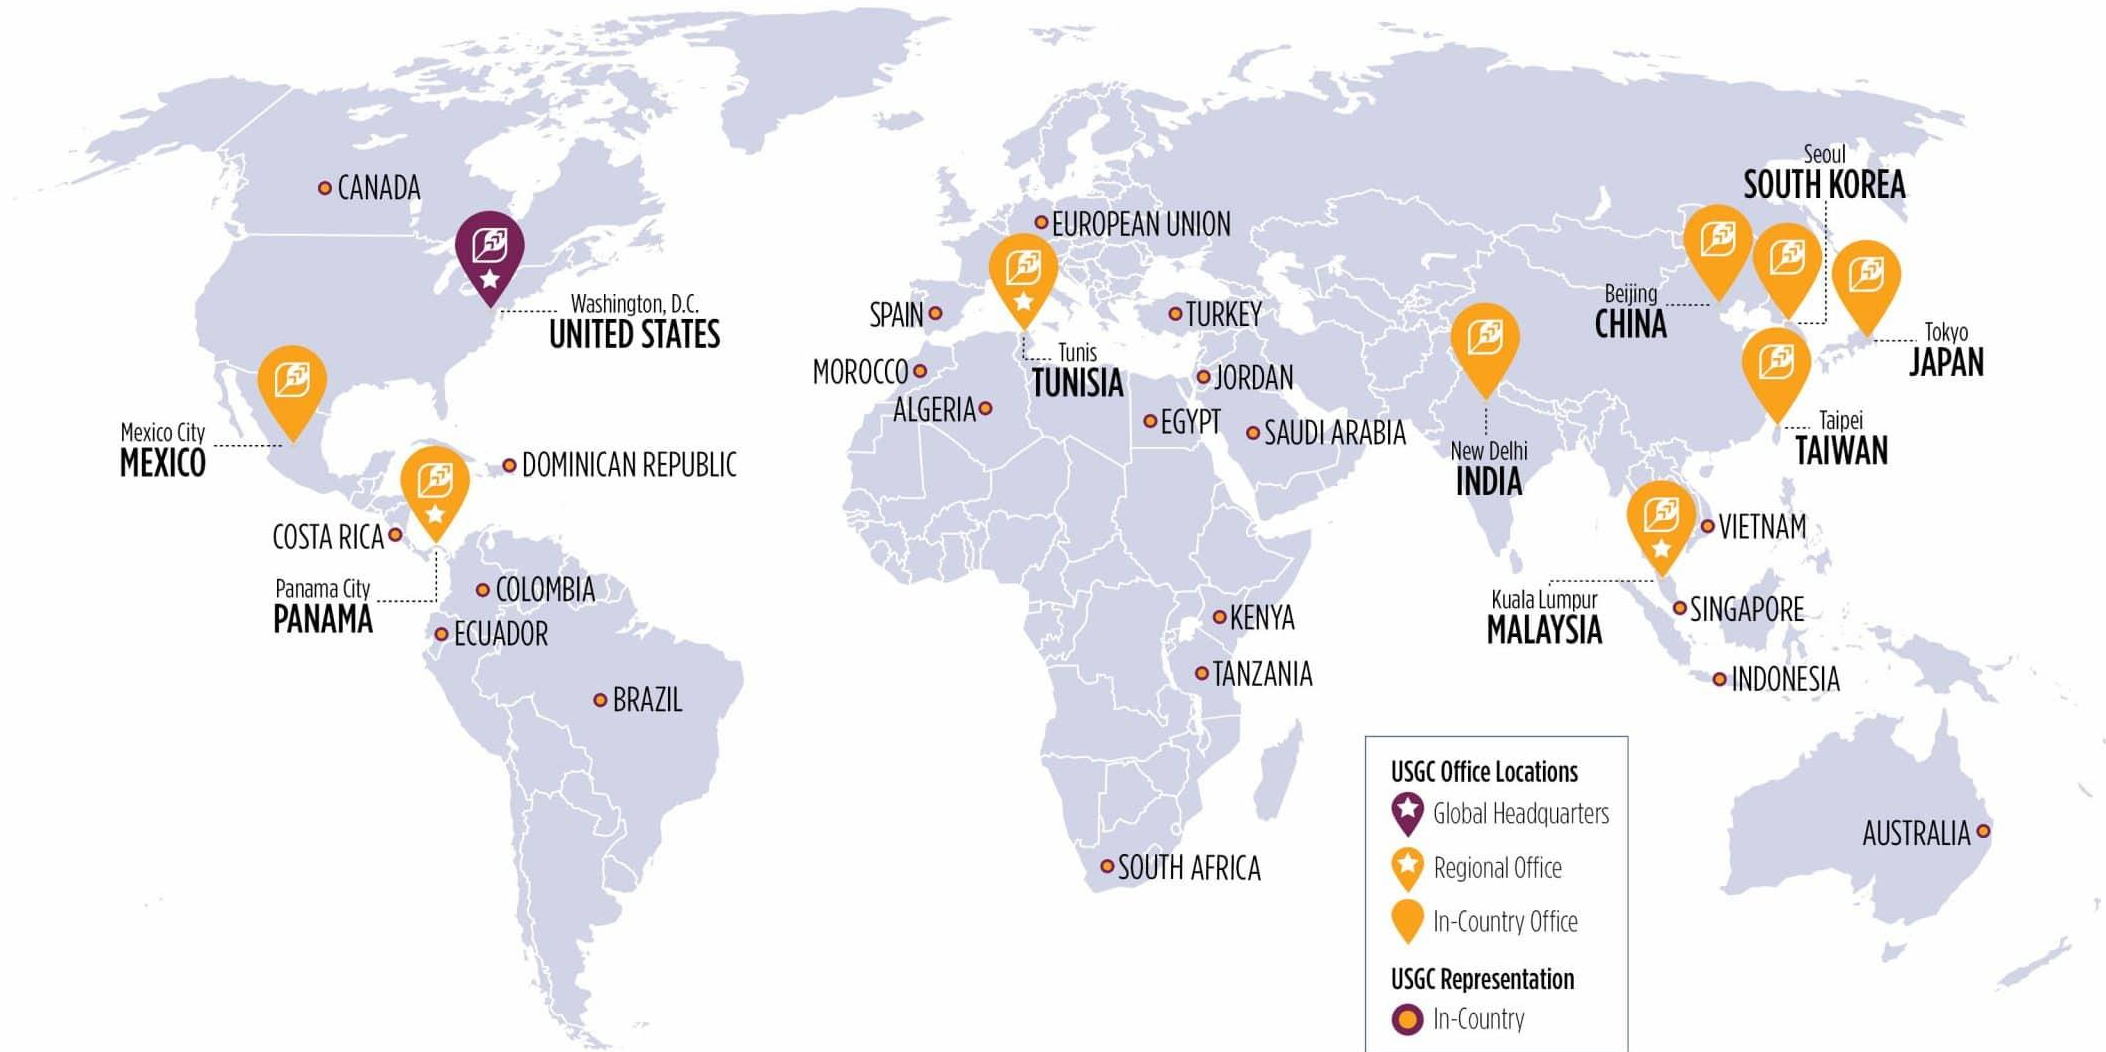 CANADA
Washington, D.C.
UNITED STATES
Mexico City
MEXICO
DOMINICAN REPUBLIC
COSTA RICA
Panama City
PANAMA
COLOMBIA
ECUADOR
BRAZIL
EUROPEAN UNION
SPAIN
TURKEY
MOROCCO
Tunis
TUNISIA
JORDAN
ALGERIA
EGYPT
SAUDI ARABIA
KENYA
TANZANIA
SOUTH AFRICA
Seoul
SOUTH KOREA
Beijing
CHINA
Tokyo
JAPAN
Taipei
TAIWAN
New Delhi
INDIA
VIETNAM
Kuala Lumpur
MALAYSIA
SINGAPORE
INDONESIA
AUSTRALIA
USGC Office Locations
Global Headquarters
Regional Office
In-Country Office
USGC Representation
In-Country